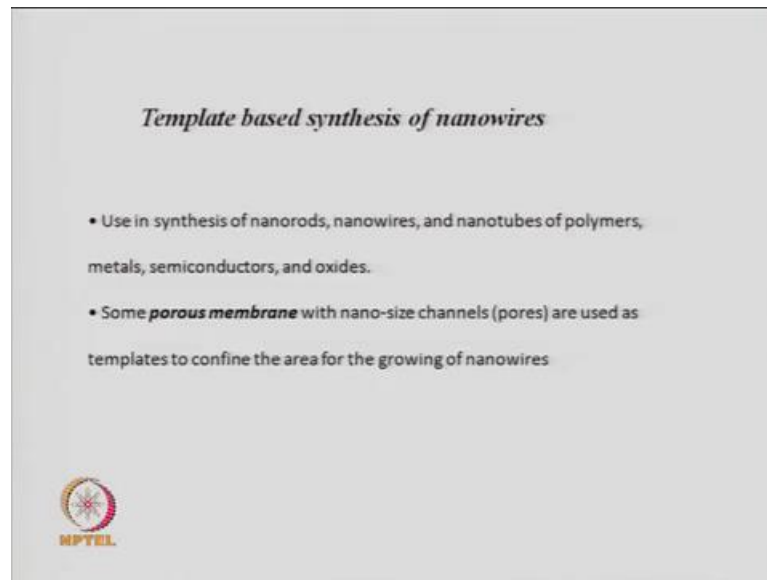 Template based synthesis of nanowires
• Use in synthesis of nanorods, nanowires, and nanotubes of polymers,
metals, semiconductors, and oxides.
• Some porous membrane with nano-size channels (pores) are used as
templates to confine the area for the growing of nanowires
NPTEL